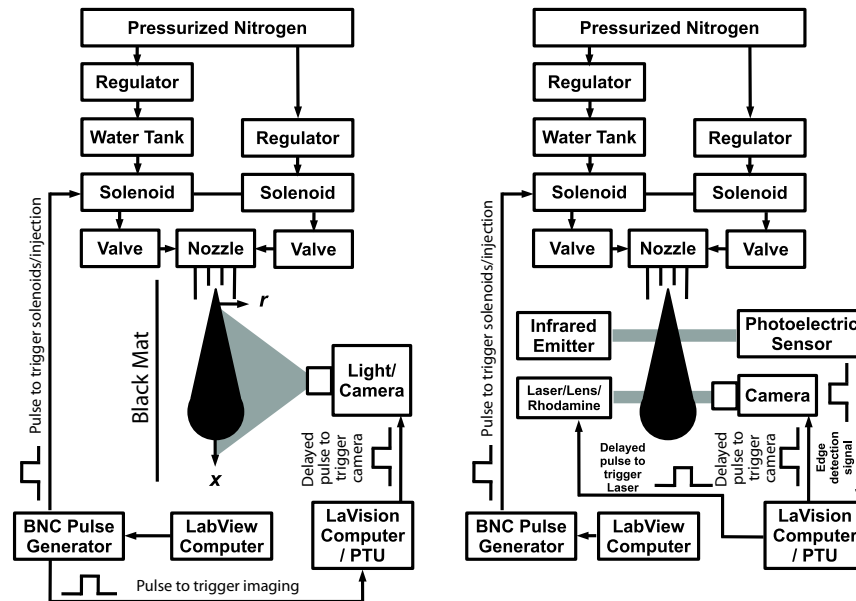 Pressurized Nitrogen
Regulator
Water Tank
Regulator
Solenoid
Solenoid
Valve
Nozzle
Valve
Pulse to trigger solenoids/injection
Black Mat
r
x
Light/
Camera
Delayed
pulse to
trigger
camera
BNC Pulse
Generator
LabView
Computer
LaVision
Computer
/ PTU
Pulse to trigger imaging
Pressurized Nitrogen
Regulator
Water Tank
Regulator
Solenoid
Solenoid
Valve
Nozzle
Valve
Pulse to trigger solenoids/injection
Infrared
Emitter
Photoelectric
Sensor
Laser/Lens/
Rhodamine
Camera
Delayed
pulse to
trigger
Laser
Delayed
pulse to
trigger
camera
Edge
detection
signal
BNC Pulse
Generator
LabView
Computer
LaVision
Computer
/ PTU